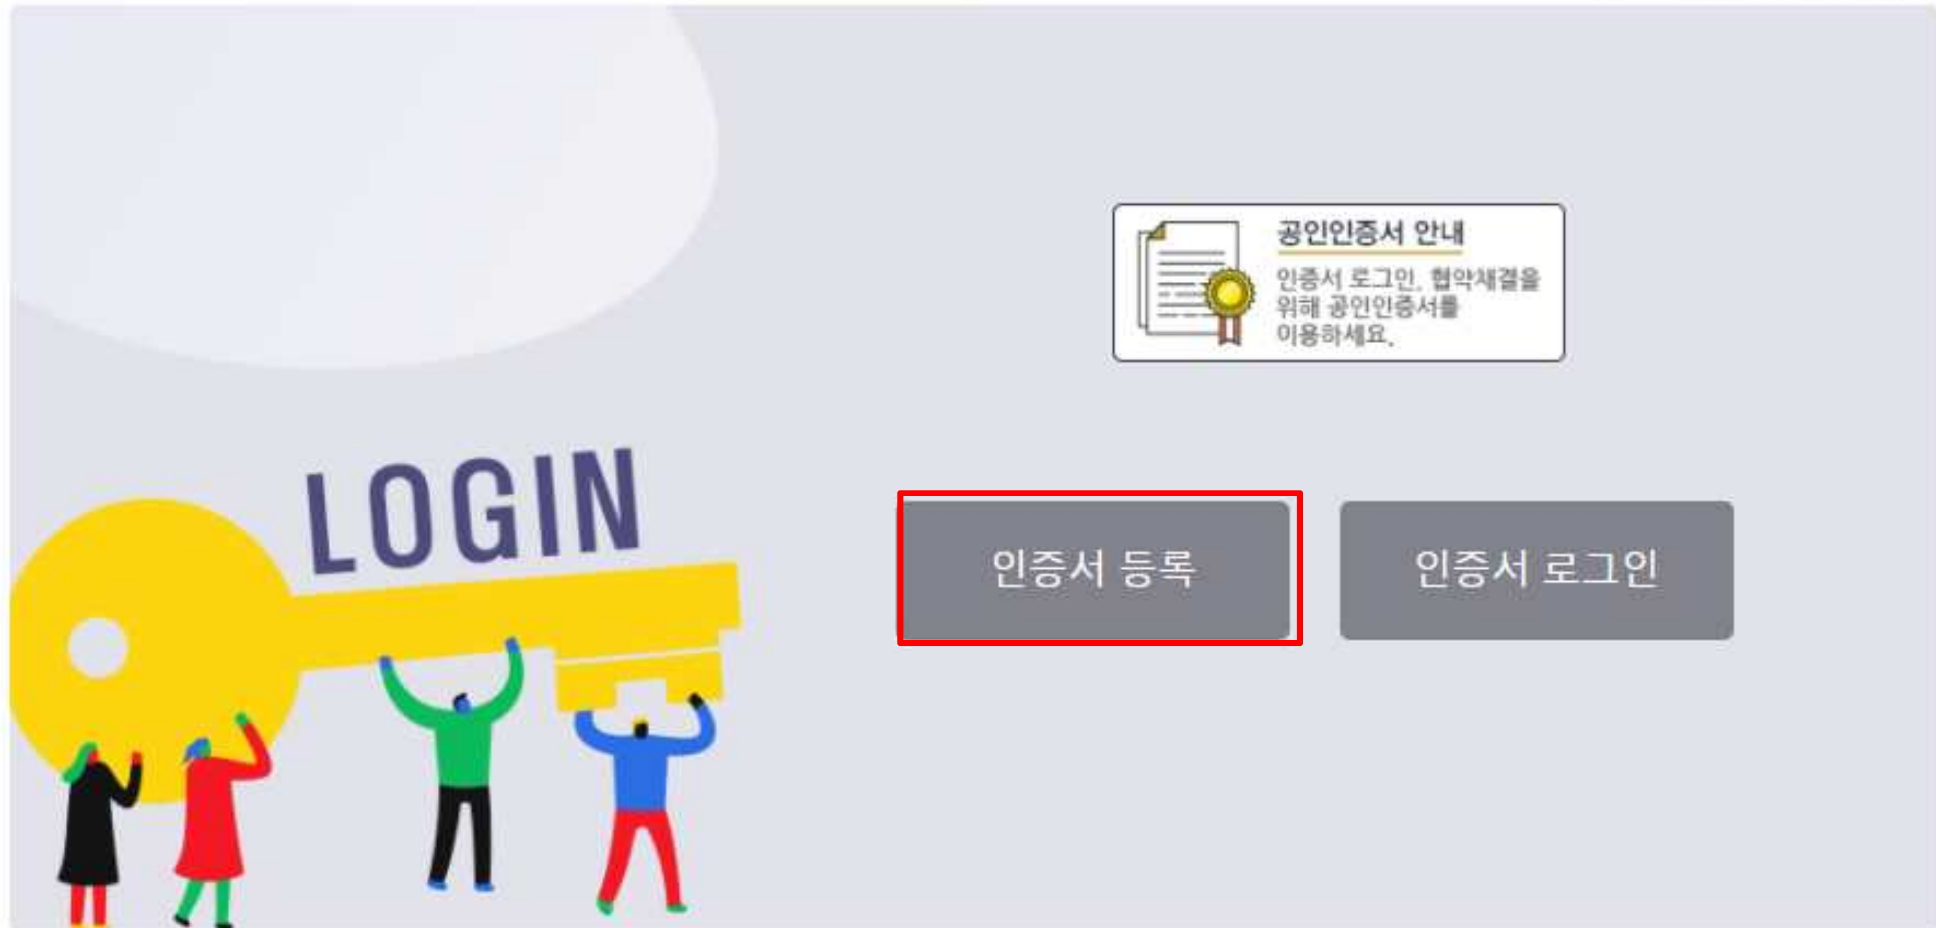 공인인증서 안내
인증서 로그인, 협약채결을
위해 공인인증서를
이용하세요.
LOGIN
인증서 등록
인증서 로그인